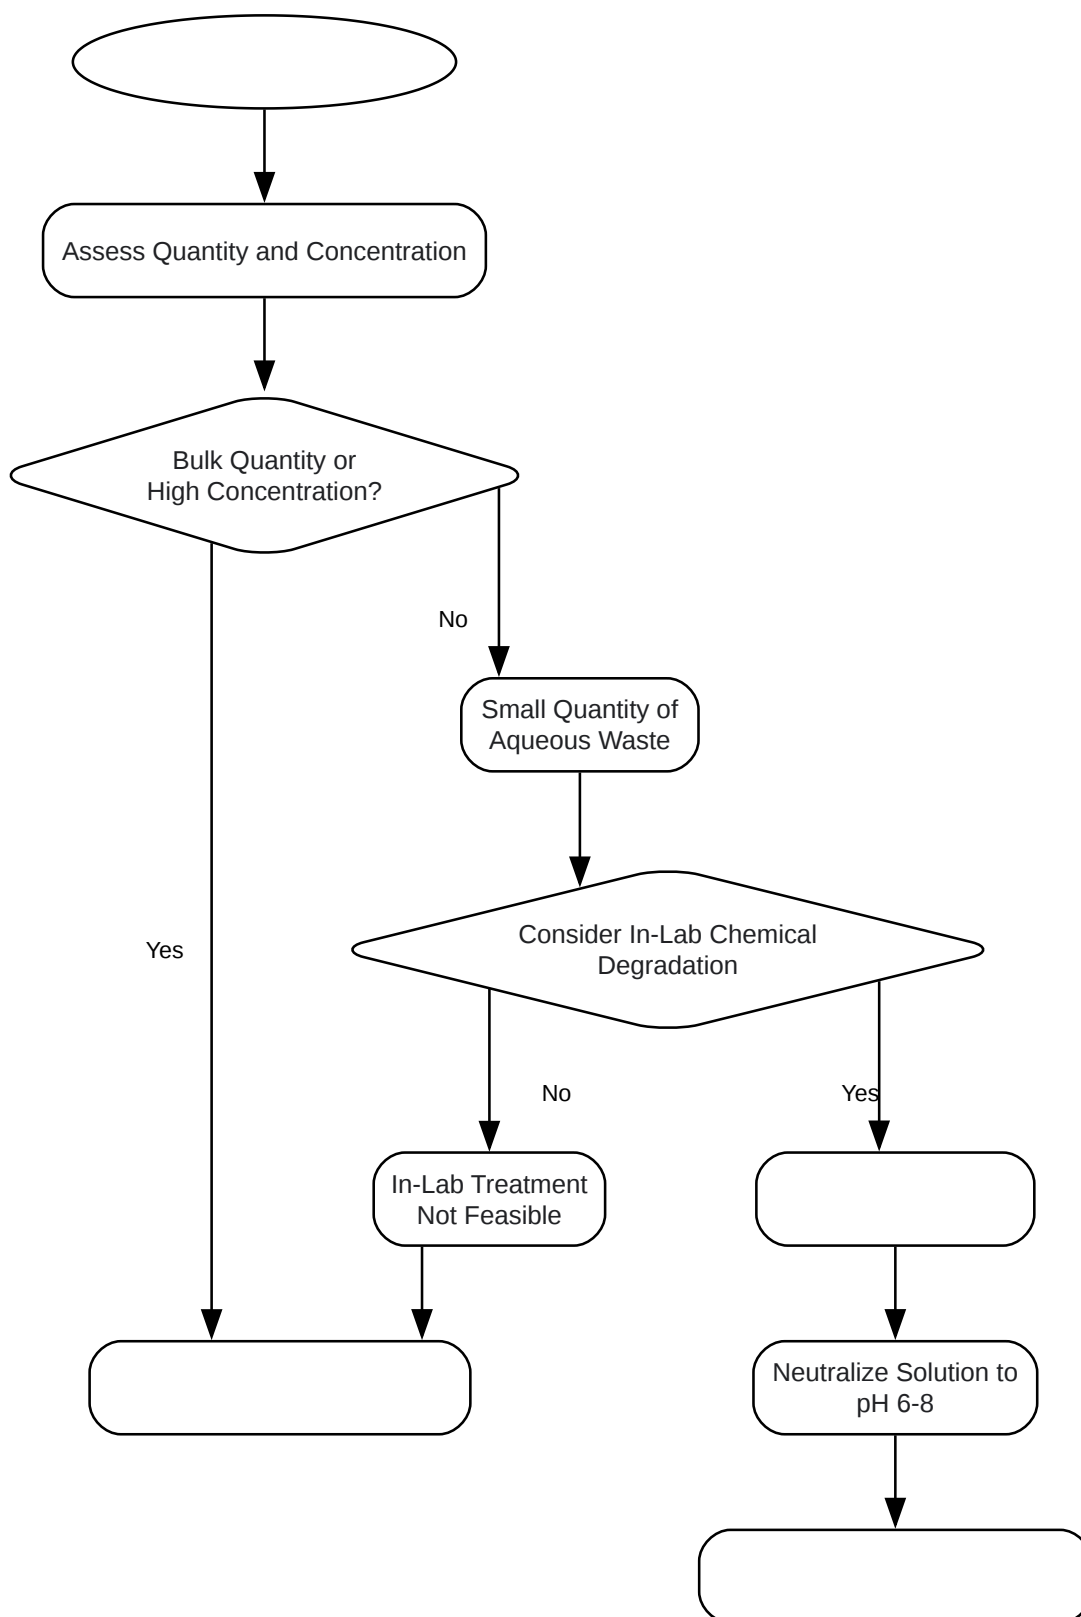 Assess Quantity and Concentration
Bulk Quantity or
High Concentration?
No
Small Quantity of
Aqueous Waste
Yes
Consider In-Lab Chemical
Degradation
No
Yes
In-Lab Treatment
Not Feasible
Neutralize Solution to
pH 6-8